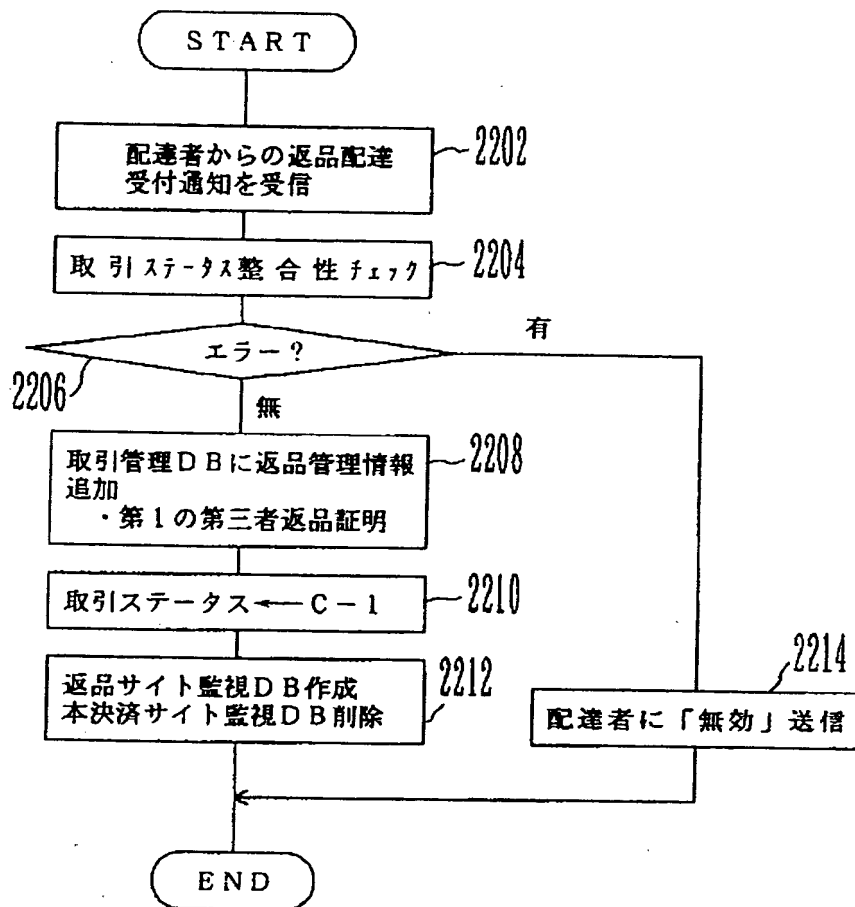 START
配達者からの返品配達
受付通知を受信
2202
取引ステータス整合性チェック
2204
エラー?
有
2206
無
取引管理DBに返品管理情報
追加
・第1の第三者返品証明
2208
取引ステータス←C-1
2210
返品サイト監視DB作成
本決済サイト監視DB削除
2212
2214
配達者に「無効」送信
END